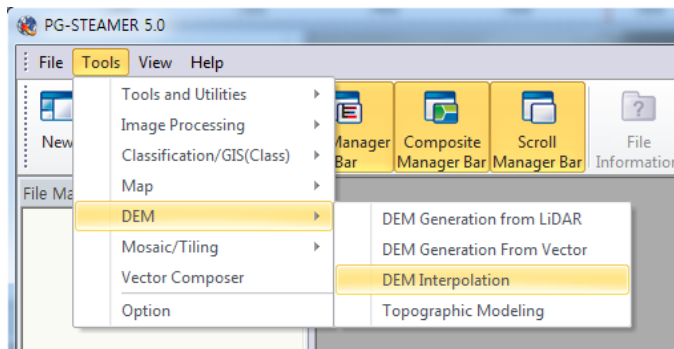 PG-STEAMER 5.0
File Tools View Help
New
Manager Bar
Composite Manager Bar
Scroll Manager Bar
File Information
File Ma
Tools and Utilities
Image Processing
Classification/GIS(Class)
Map
DEM
Mosaic/Tiling
Vector Composer
Option
DEM Generation from LiDAR
DEM Generation From Vector
DEM Interpolation
Topographic Modeling